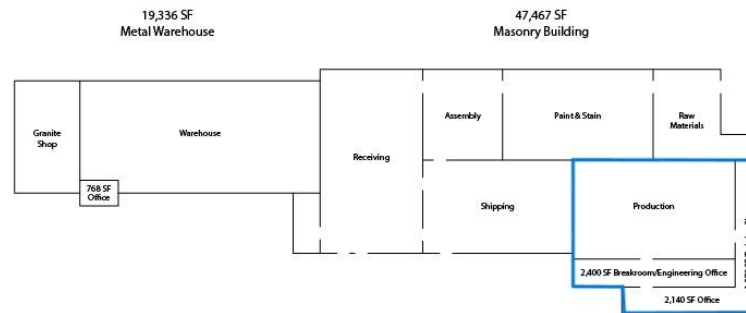 19,336 SF
Metal Warehouse
47,467 SF
Masonry Building
Granite
Shop
Warehouse
768 SF
Office
Receiving
Assembly
Paint & Stain
Raw
Materials
Shipping
Production
2,400 SF Breakroom/Engineering Office
2,140 SF Office